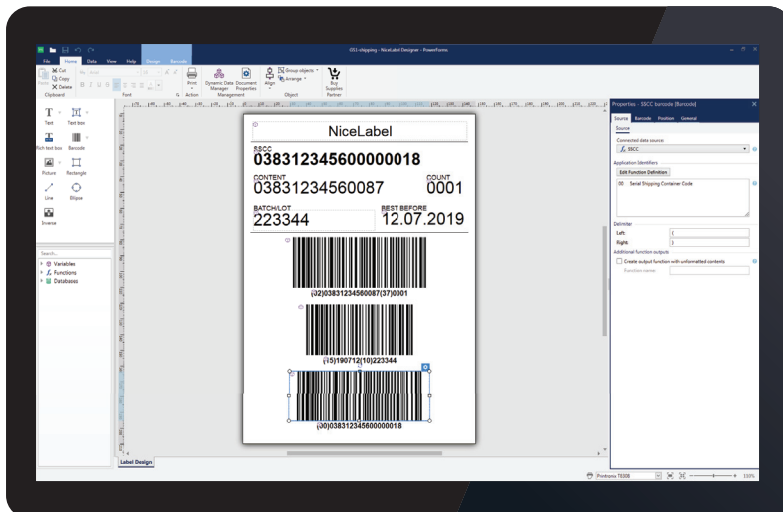 GS1-shipping - NiceLabel Designer - PowerForms
File Home Data View Help Design Barcode
Cut
Copy
Delete
Clipboard
Font
Print
Action
Dynamic Data Manager
Document Properties
Management
Align
Group objects
Arrange
Object
Buy Supplies
Partner
Text Text box
Rich text box Barcode
Picture Rectangle
Line Ellipse
Inverse
Search...
Variables
Functions
Databases
NiceLabel
SSCC
038312345600000018
CONTENT COUNT
03831234560087 0001
BATCH/LOT BEST BEFORE
223344 12.07.2019
(02)03831234560087(37)0001
(15)190712(10)223344
(00)038312345600000018
Label Design
Properties - SSCC barcode [Barcode]
Source Barcode Position General
Source
Connected data source:
SSCC
Application Identifiers
Edit Function Definition
00 Serial Shipping Container Code
Delimiter
Left: (
Right: )
Additional function outputs
Create output function with unformatted contents
Function name:
Printronix T8308